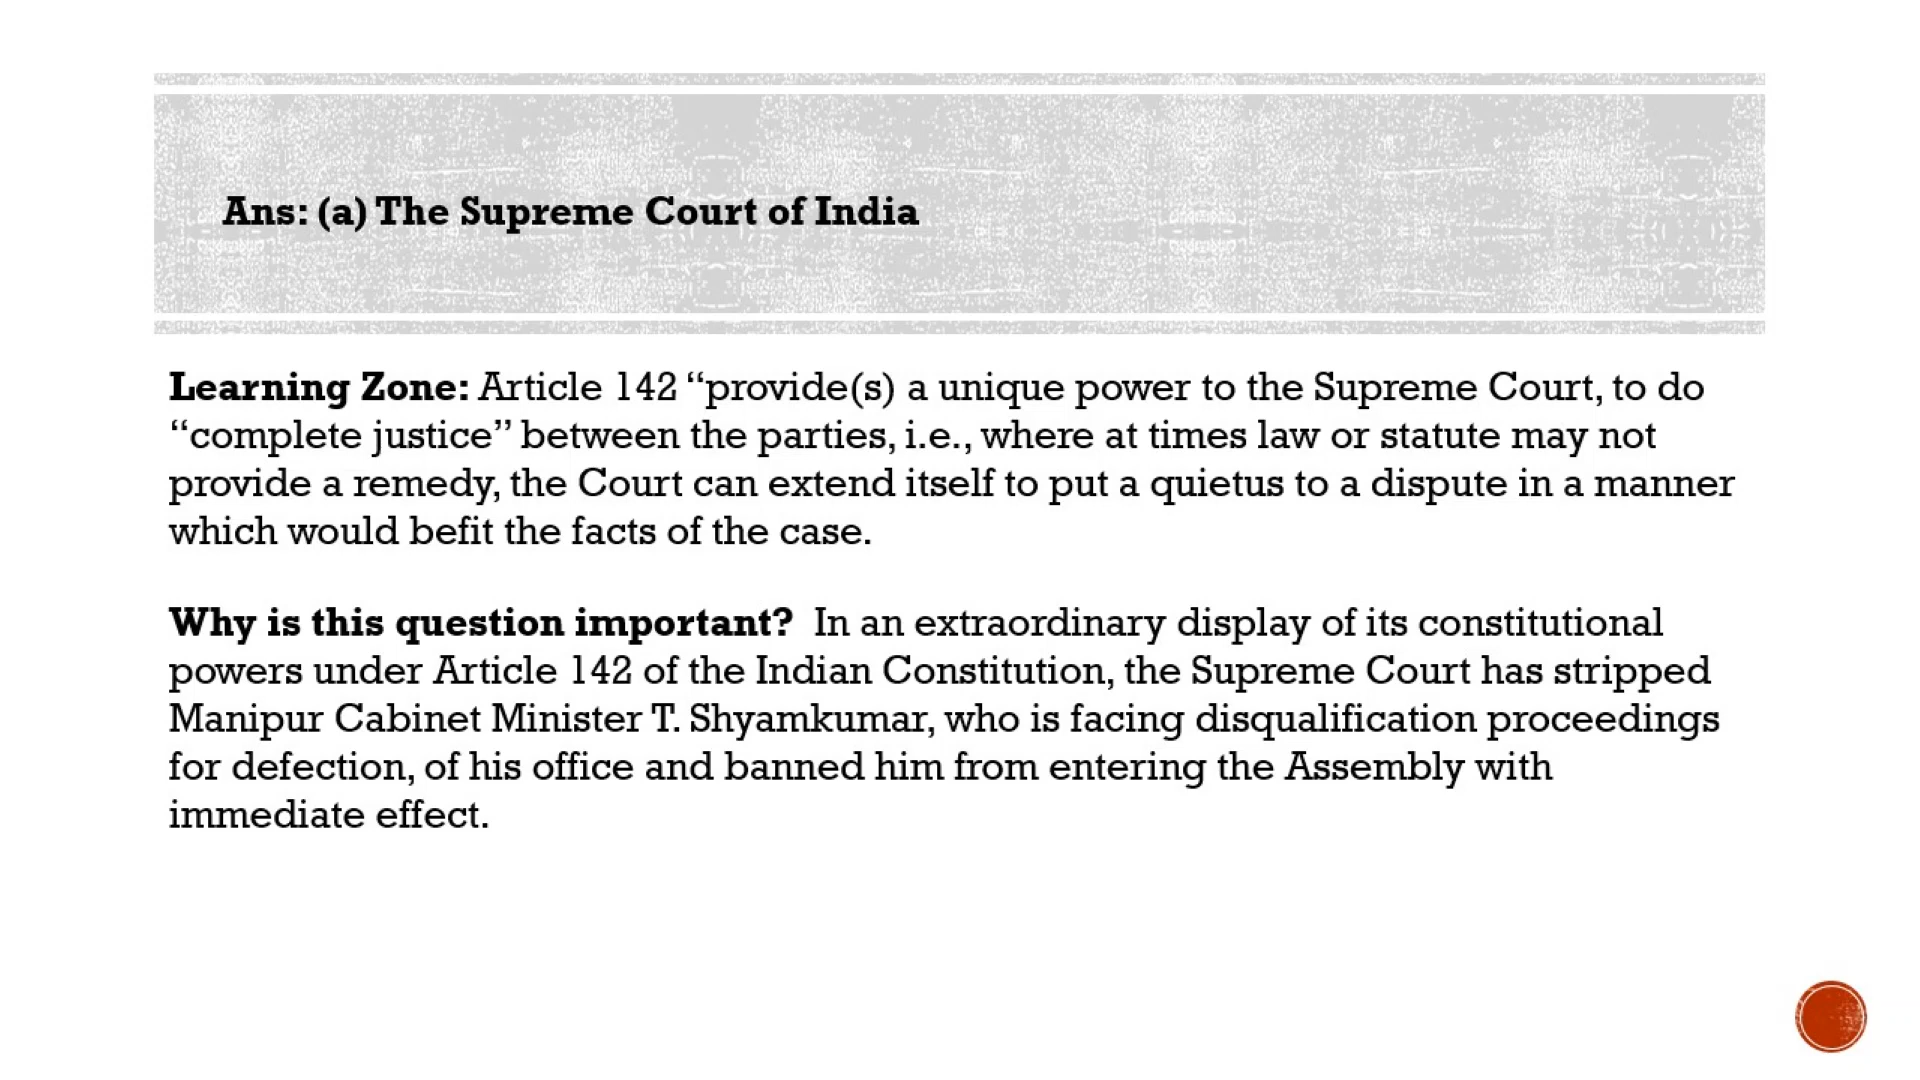 Ans: (a) The Supreme Court of India
Learning Zone: Article 142 “provide(s) a unique power to the Supreme Court, to do
“complete justice” between the parties, i.e., where at times law or statute may not
provide a remedy, the Court can extend itself to put a quietus to a dispute in a manner
which would befit the facts of the case.
Why is this question important? In an extraordinary display of its constitutional
powers under Article 142 of the Indian Constitution, the Supreme Court has stripped
Manipur Cabinet Minister T. Shyamkumar, who is facing disqualification proceedings
for defection, of his office and banned him from entering the Assembly with
immediate effect.